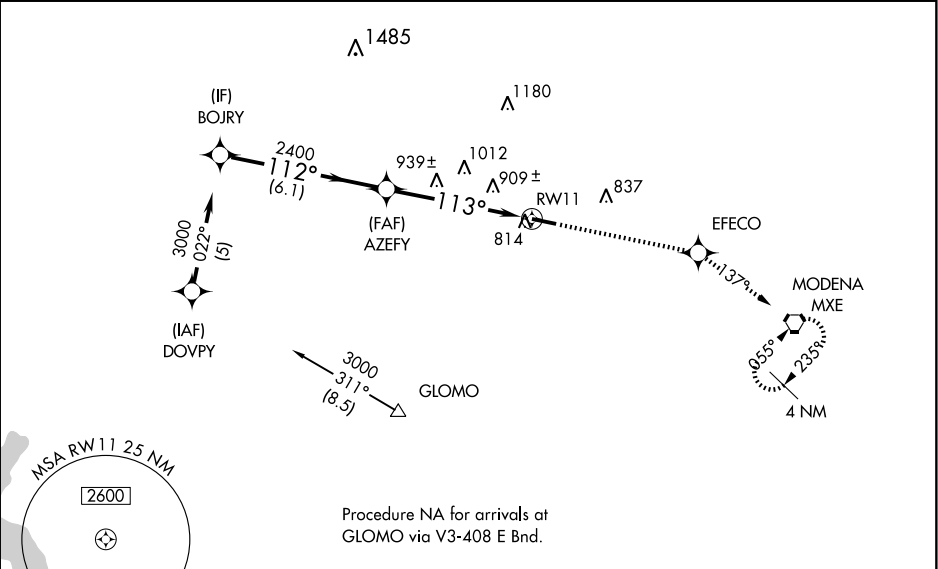 1485
1180
(IF)
BOJRY
2400
112°
(6.1)
939±
1012
909±
837
113°
RW11
814
(FAF)
AZEFY
EFECO
3000
022°
(5)
137°
(IAF)
DOVPY
MODENA
MXE
055°
235°
4 NM
3000
311°
(8.5)
GLOMO
MSA RW11 25 NM
2600
Procedure NA for arrivals at
GLOMO via V3-408 E Bnd.